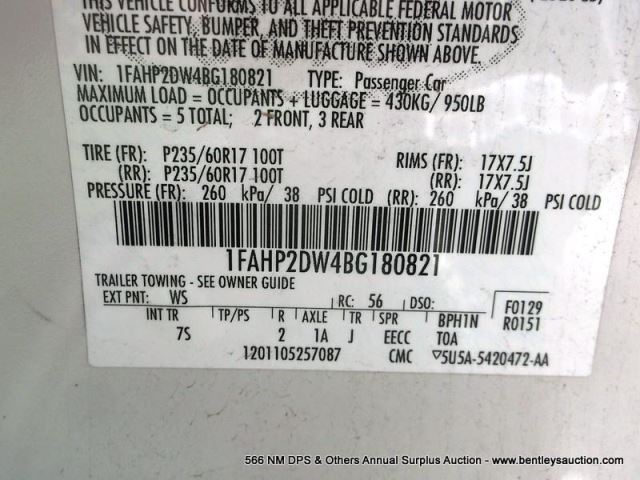 THIS VEHICLE CONFORMS TO ALL APPLICABLE FEDERAL MOTOR
VEHICLE SAFETY, BUMPER, AND THEFT PREVENTION STANDARDS
IN EFFECT ON THE DATE OF MANUFACTURE SHOWN ABOVE.
VIN: 1FAHP2DW4BG180821 TYPE: Passenger Car
MAXIMUM LOAD = OCCUPANTS + LUGGAGE = 430KG/ 950LB
OCCUPANTS = 5 TOTAL; 2 FRONT, 3 REAR
TIRE (FR): P235/60R17 100T RIMS (FR): 17X7.5J
(RR): P235/60R17 100T (RR): 17X7.5J
PRESSURE (FR): 260 kPa/ 38 PSI COLD (RR): 260 kPa/ 38 PSI COLD
1FAHP2DW4BG180821
TRAILER TOWING - SEE OWNER GUIDE
EXT PNT: WS RC: 56 DSO: F0129
INT TR TP/PS R AXLE TR SPR BPH1N R0151
7S 2 1A J EECC TOA
1201105257087 CMC ▽5U5A-5420472-AA
566 NM DPS & Others Annual Surplus Auction - www.bentleysauction.com